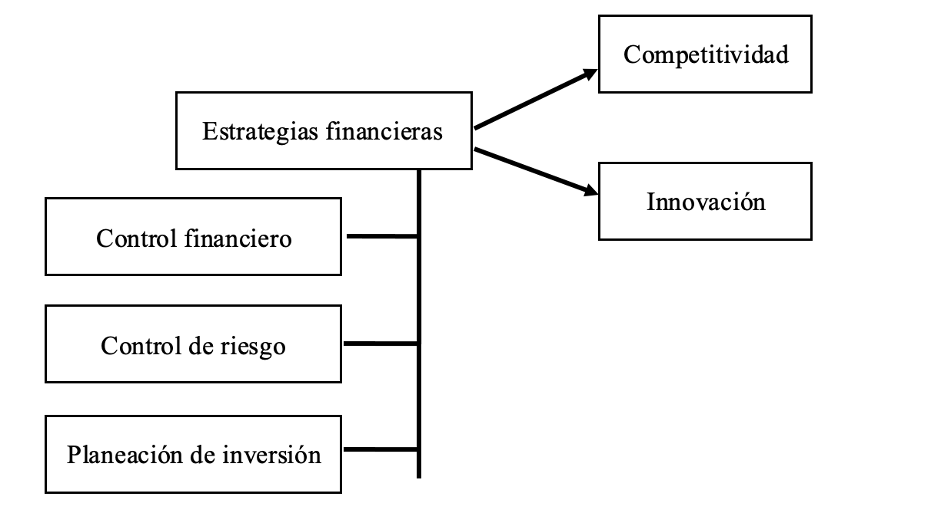 Competitividad
Estrategias financieras
Innovación
Control financiero
Control de riesgo
Planeación de inversión